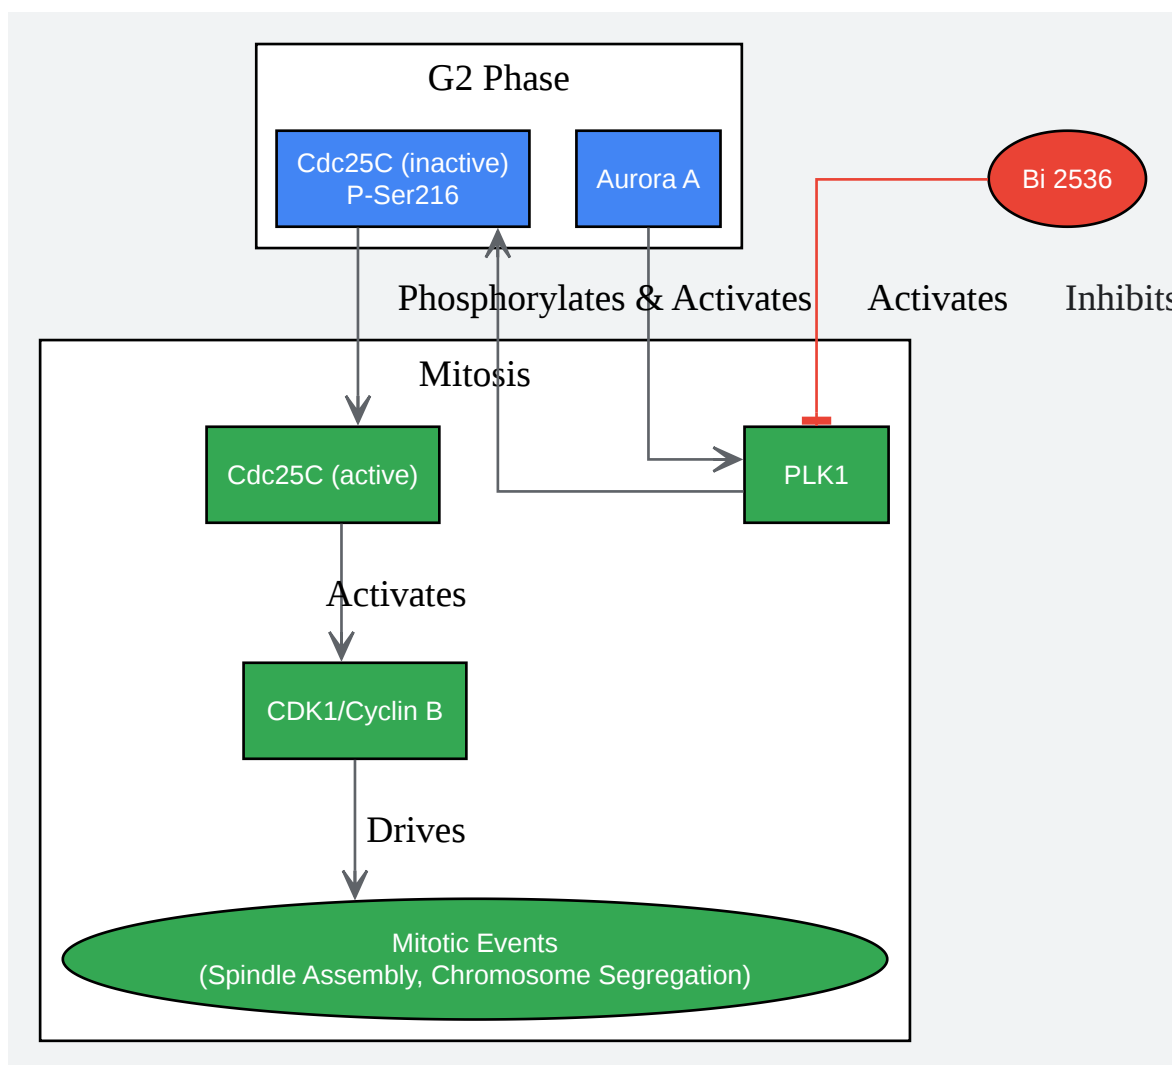 G2 Phase
Cdc25C (inactive)
P-Ser216
Aurora A
Bi 2536
Phosphorylates & Activates
Activates
Inhibits
Mitosis
Cdc25C (active)
PLK1
Activates
CDK1/Cyclin B
Drives
Mitotic Events
(Spindle Assembly, Chromosome Segregation)